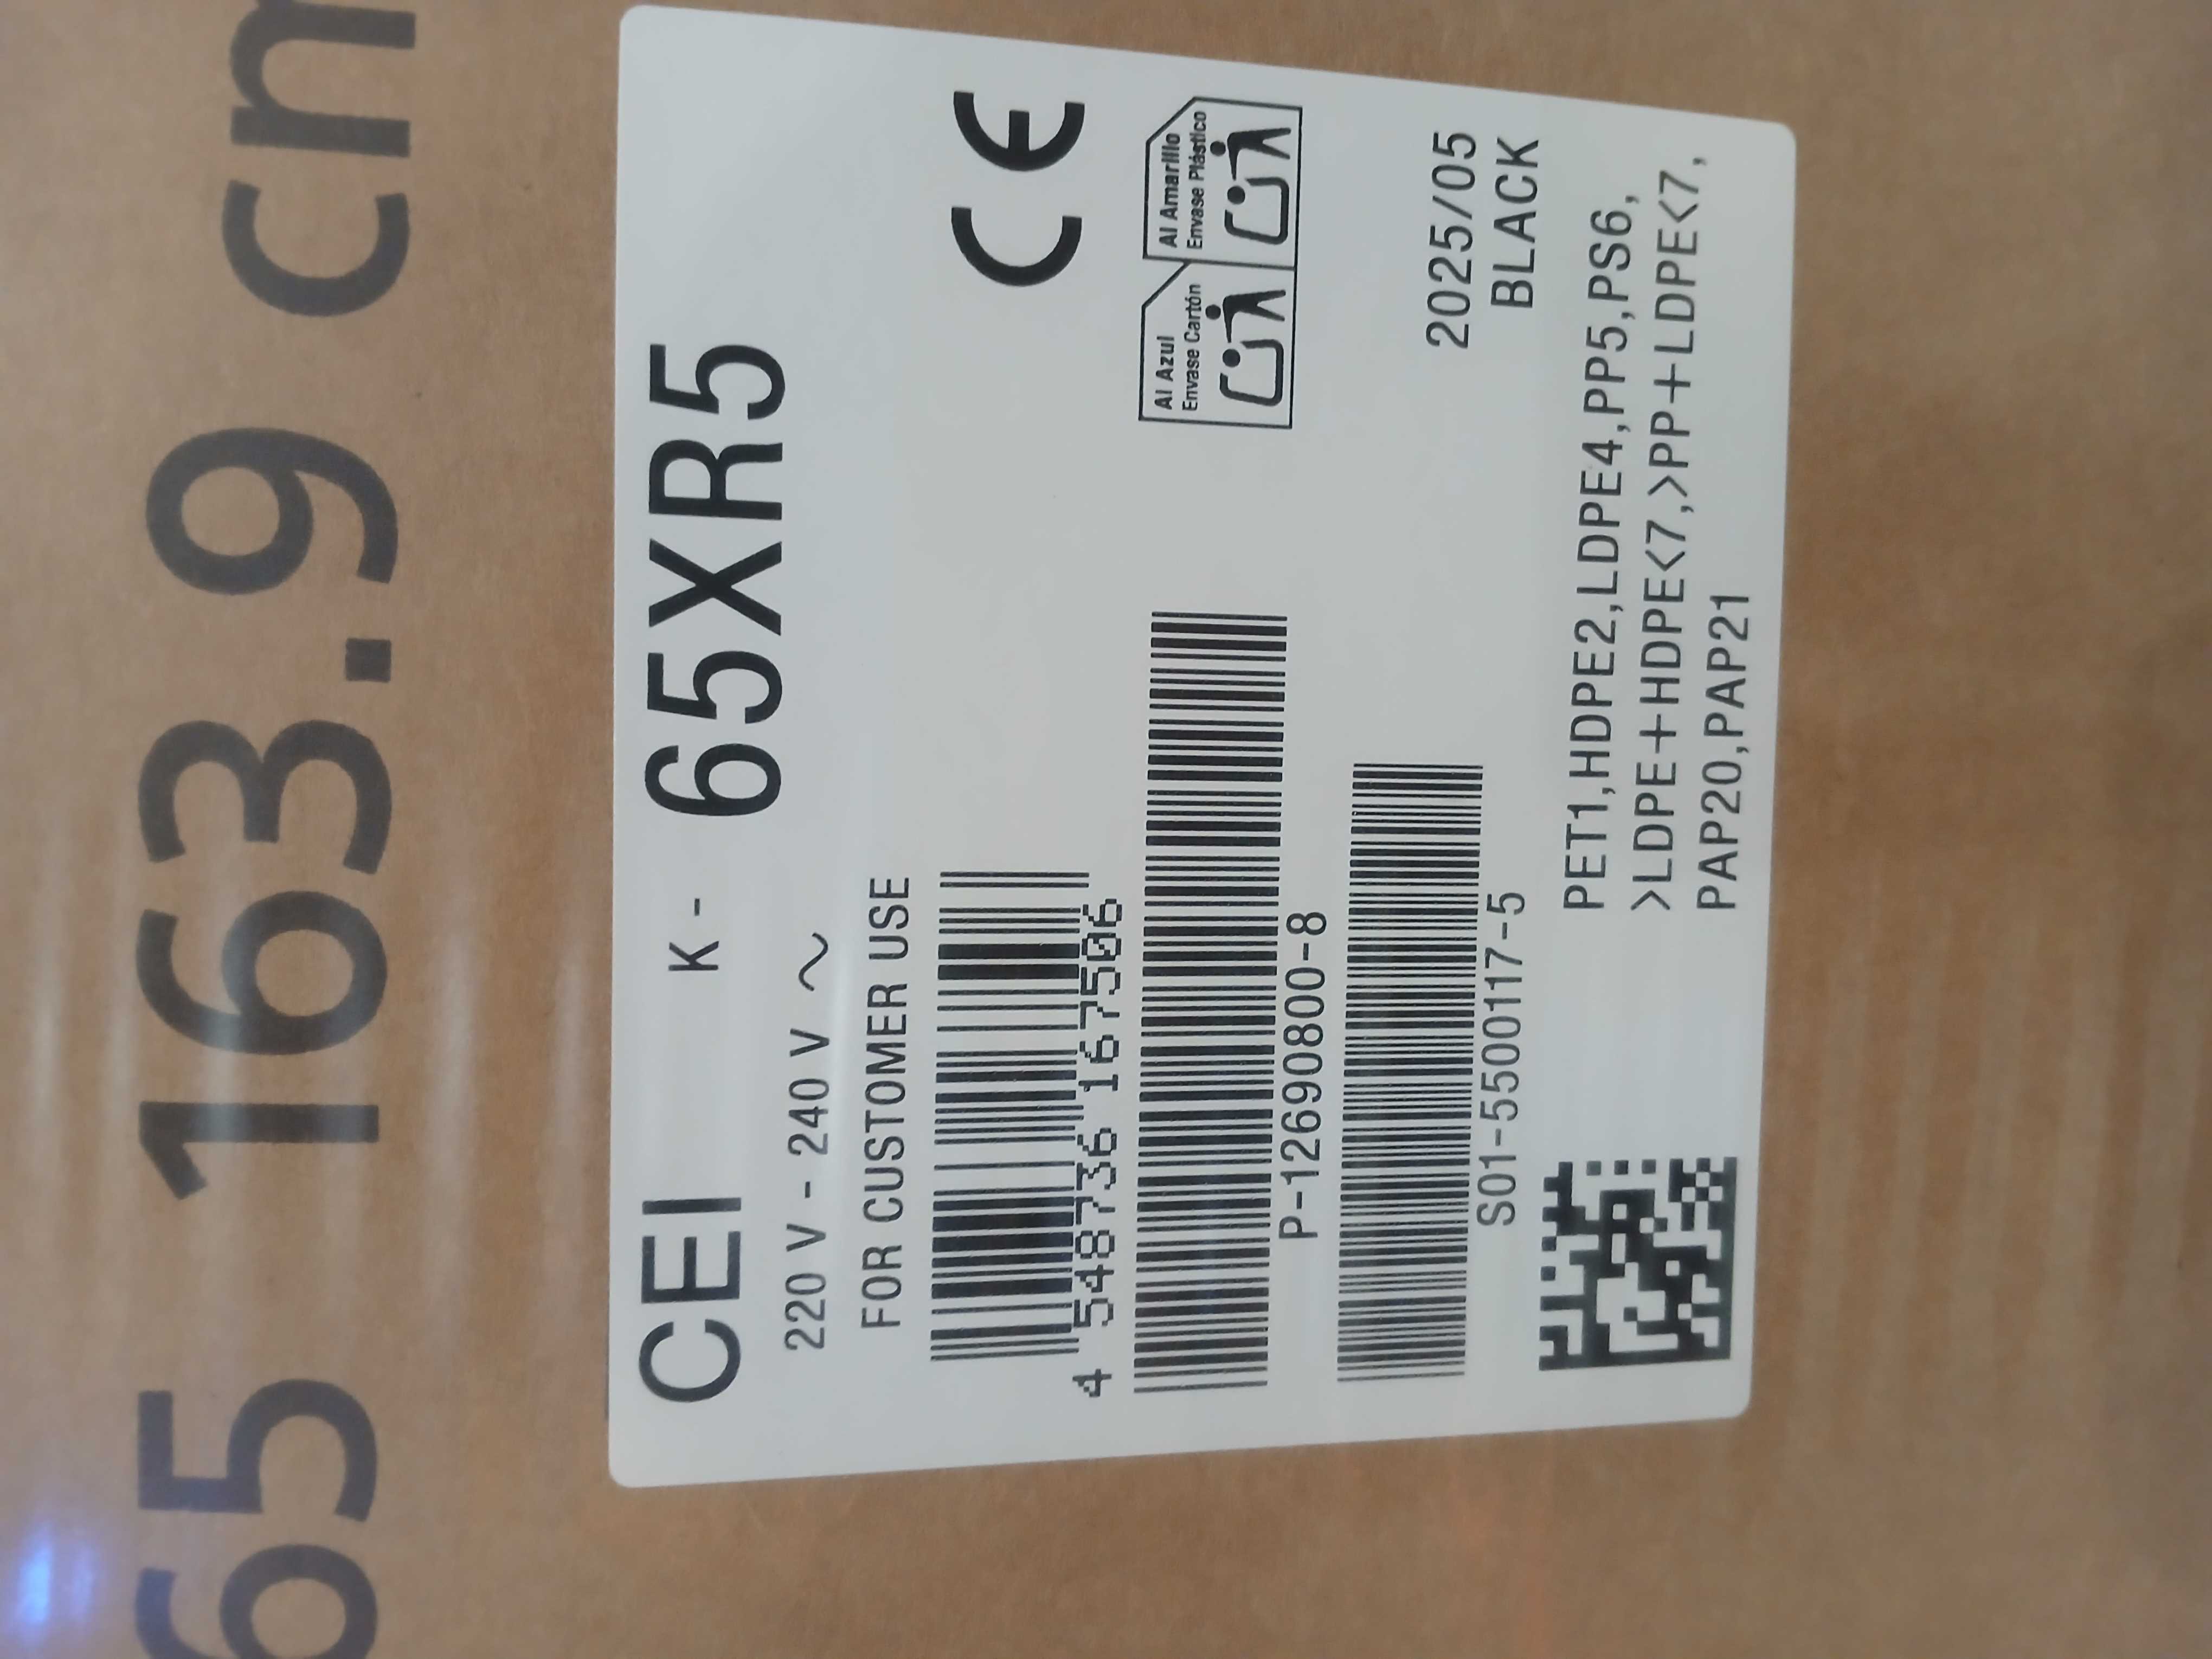 65 163.9 cm
CEI K- 65XR5
220 V - 240 V ~
FOR CUSTOMER USE
4 548736 167506
P-12690800-8
S01-5500117-5
CE
Al Azul
Envase Cartón
Al Amarillo
Envase Plástico
2025/05
BLACK
PET1,HDPE2,LDPE4,PP5,PS6,
>LDPE+HDPE<7,>PP+LDPE<7,
PAP20,PAP21